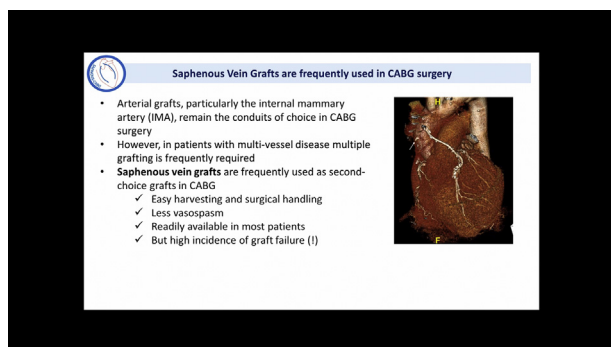 Saphenous Vein Grafts are frequently used in CABG surgery
• Arterial grafts, particularly the internal mammary
artery (IMA), remain the conduits of choice in CABG
surgery
• However, in patients with multi-vessel disease multiple
grafting is frequently required
• Saphenous vein grafts are frequently used as second-
choice grafts in CABG
✓ Easy harvesting and surgical handling
✓ Less vasospasm
✓ Readily available in most patients
✓ But high incidence of graft failure (!)
H
F